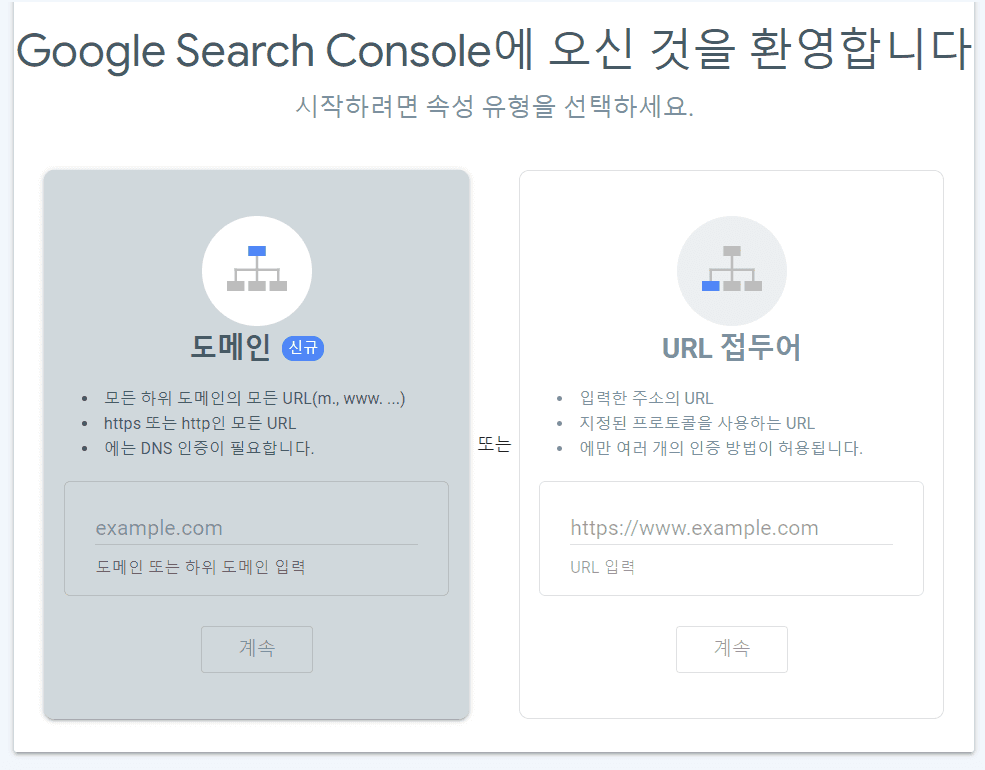 Google Search Console에 오신 것을 환영합니다
시작하려면 속성 유형을 선택하세요.
도메인 신규
모든 하위 도메인의 모든 URL(m., www. ...)
https 또는 http인 모든 URL
에는 DNS 인증이 필요합니다.
example.com
도메인 또는 하위 도메인 입력
계속
또는
URL 접두어
입력한 주소의 URL
지정된 프로토콜을 사용하는 URL
에만 여러 개의 인증 방법이 허용됩니다.
https://www.example.com
URL 입력
계속